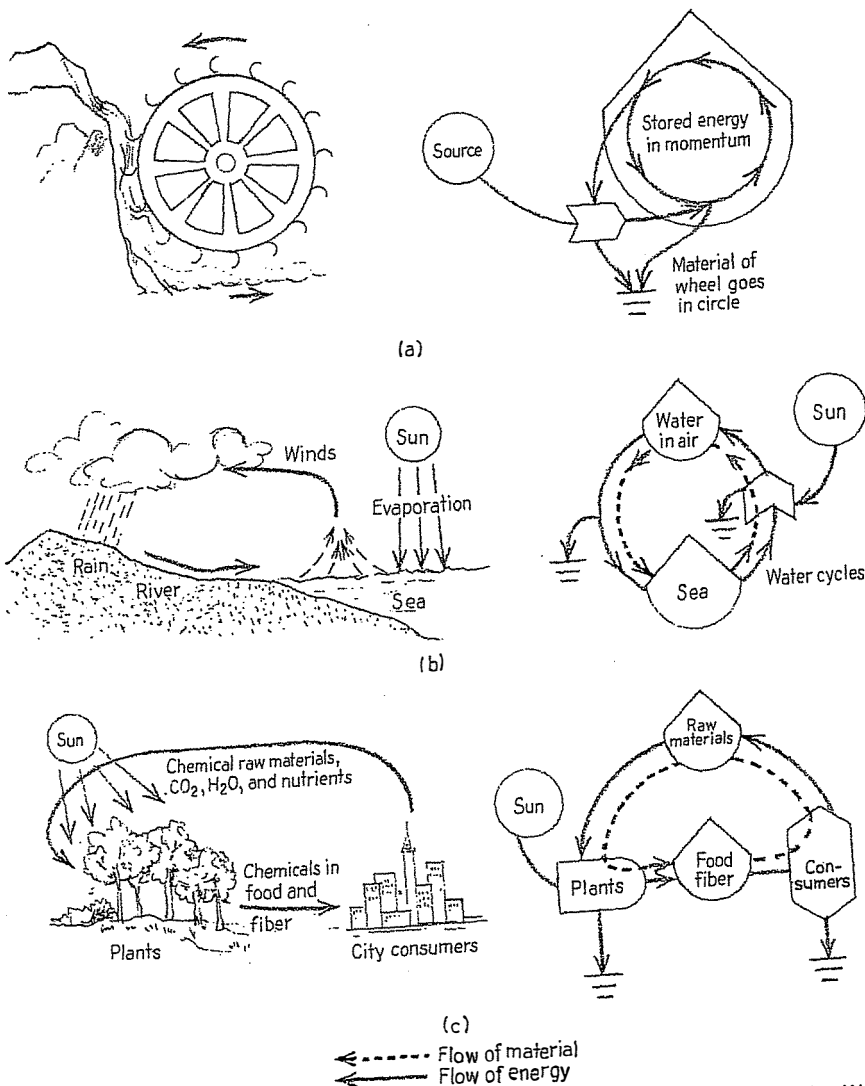 Source
Stored energy
in momentum
Material of
wheel goes
in circle
(a)
Winds
Sun
Evaporation
Rain
River
Sea
Water
in air
Sun
Sea
Water cycles
(b)
Sun
Chemical raw materials,
CO₂, H₂O, and nutrients
Chemicals in
food and
fiber
Plants
City consumers
Raw
materials
Sun
Plants
Food
fiber
Con-
sumers
(c)
Flow of material
Flow of energy